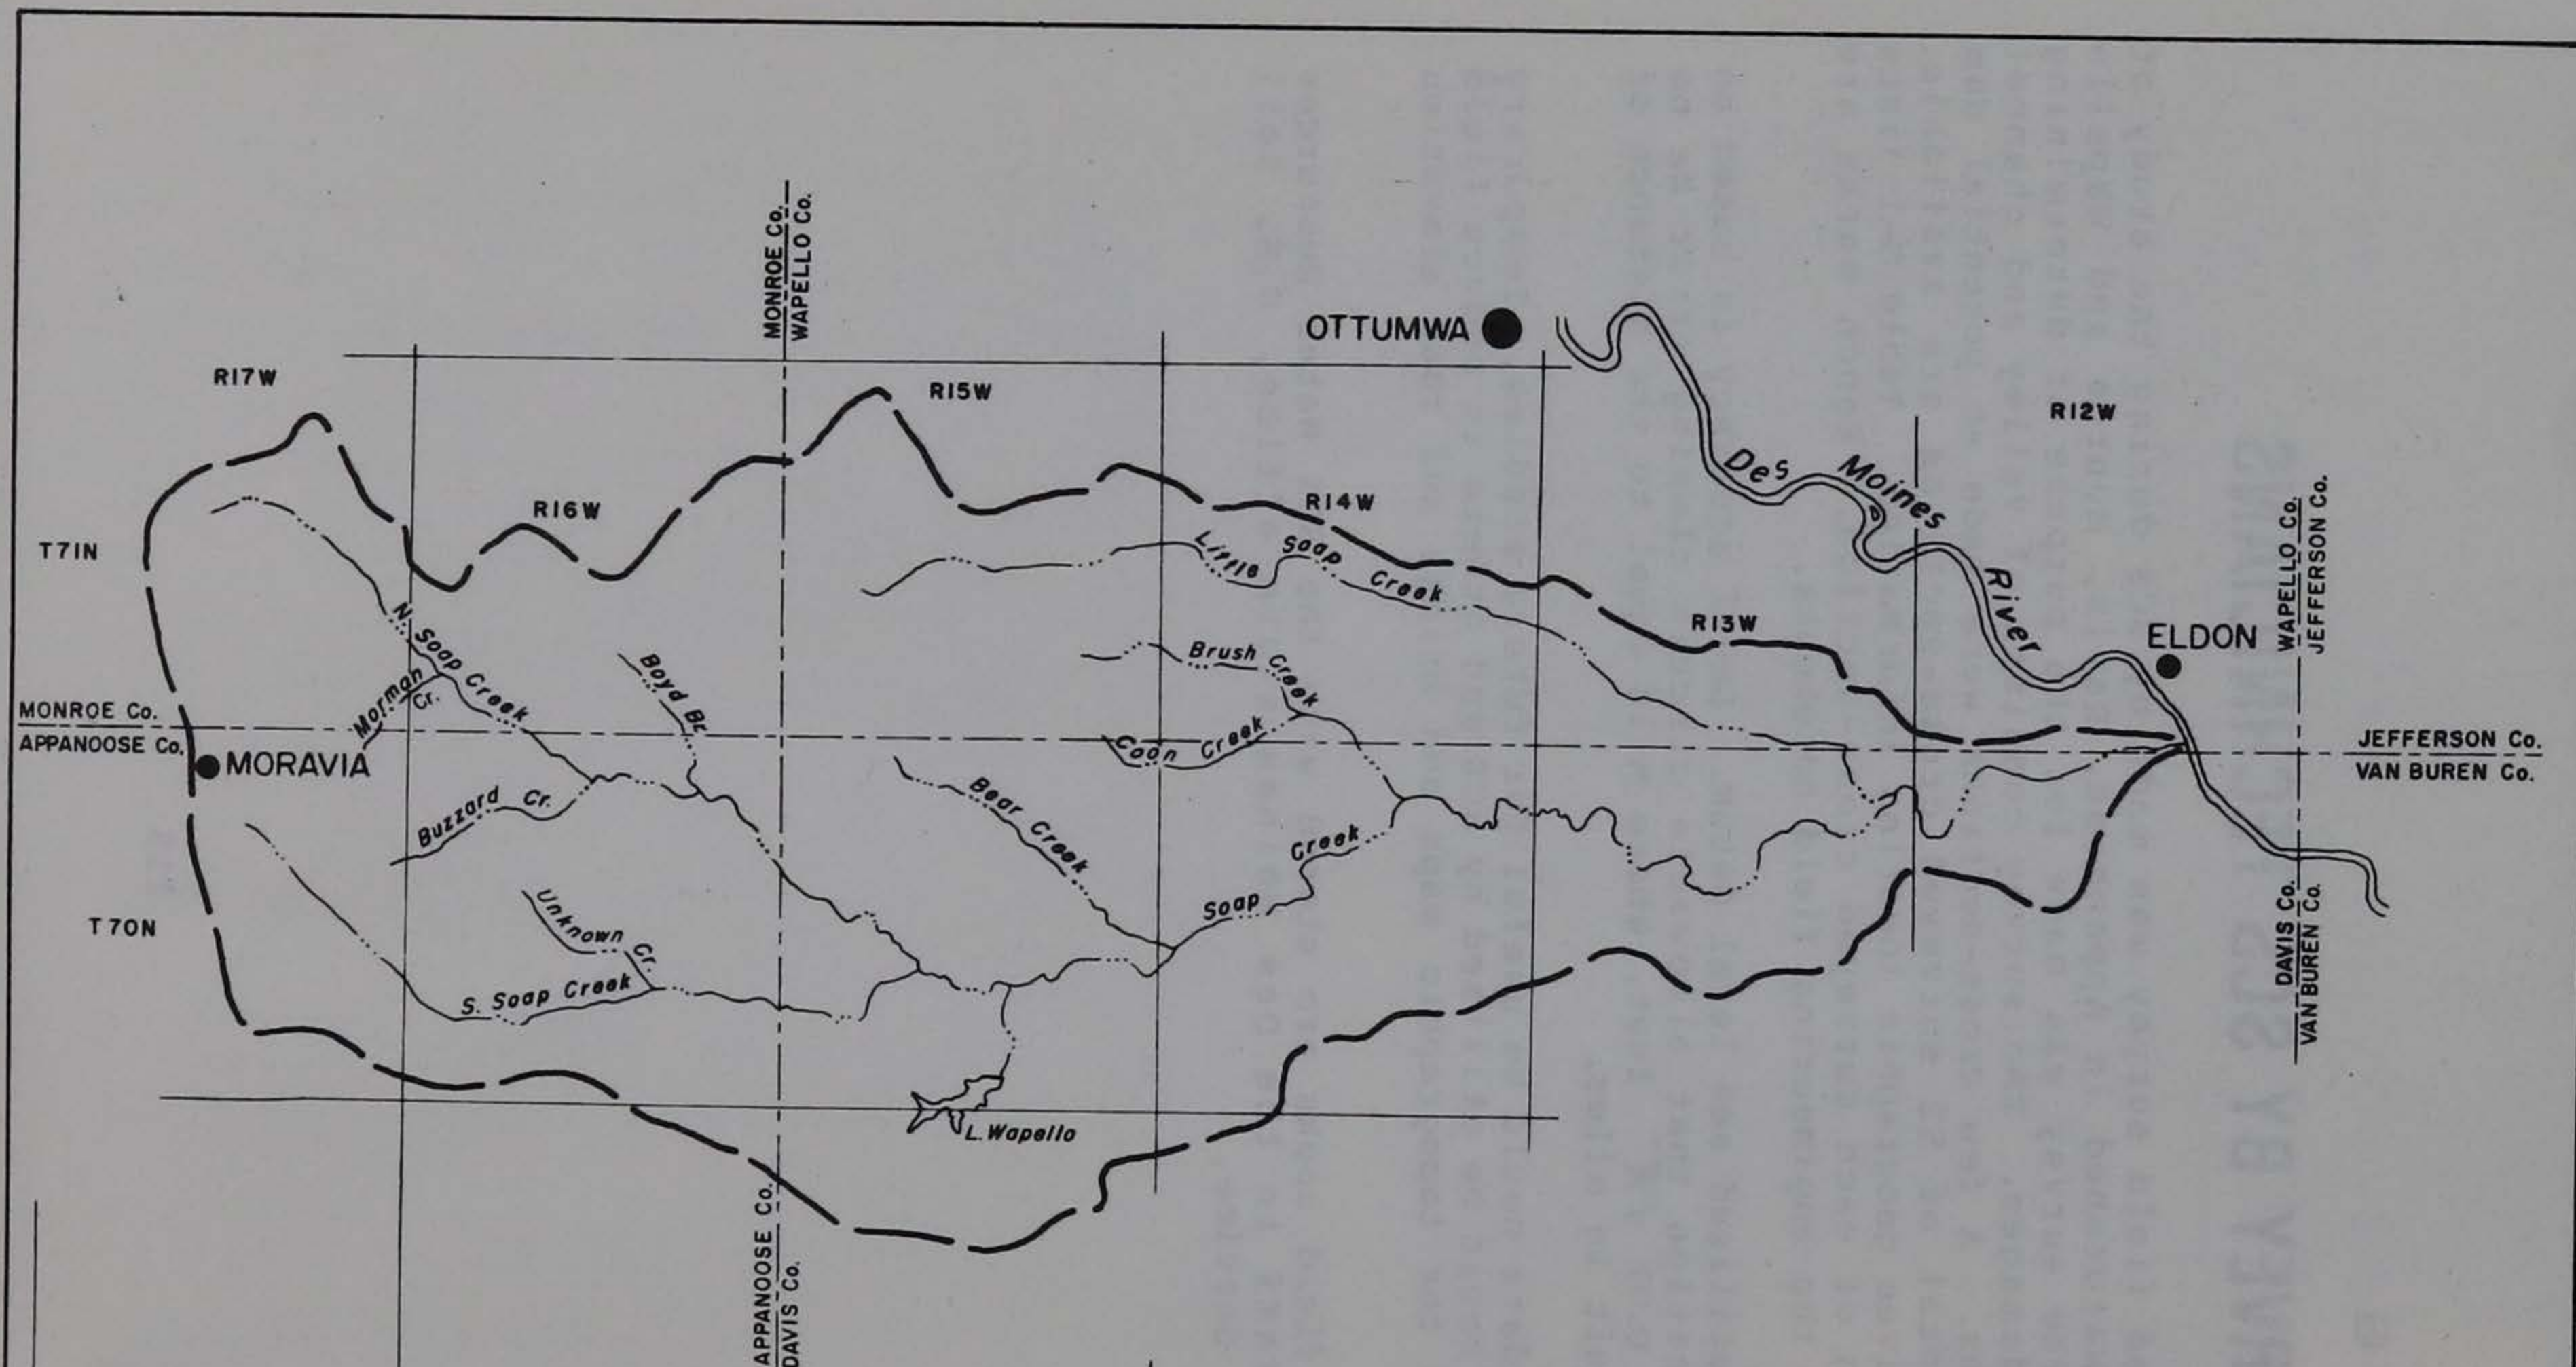 MONROE Co.
WAPELLO Co.
OTTUMWA
R17W
R15W
R12W
R16W
R14W
Des Moines River
T71N
Little Soap Creek
WAPELLO Co.
JEFFERSON Co.
R13W
ELDON
N. Soap Creek
Boyd Br.
Brush Creek
Morman Cr.
MONROE Co.
APPANOOSE Co.
MORAVIA
Coon Creek
JEFFERSON Co.
VAN BUREN Co.
Buzzard Cr.
Bear Creek
Soap Creek
T70N
Unknown Cr.
S. Soap Creek
DAVIS Co.
VAN BUREN Co.
L. Wapello
APPANOOSE Co.
DAVIS Co.